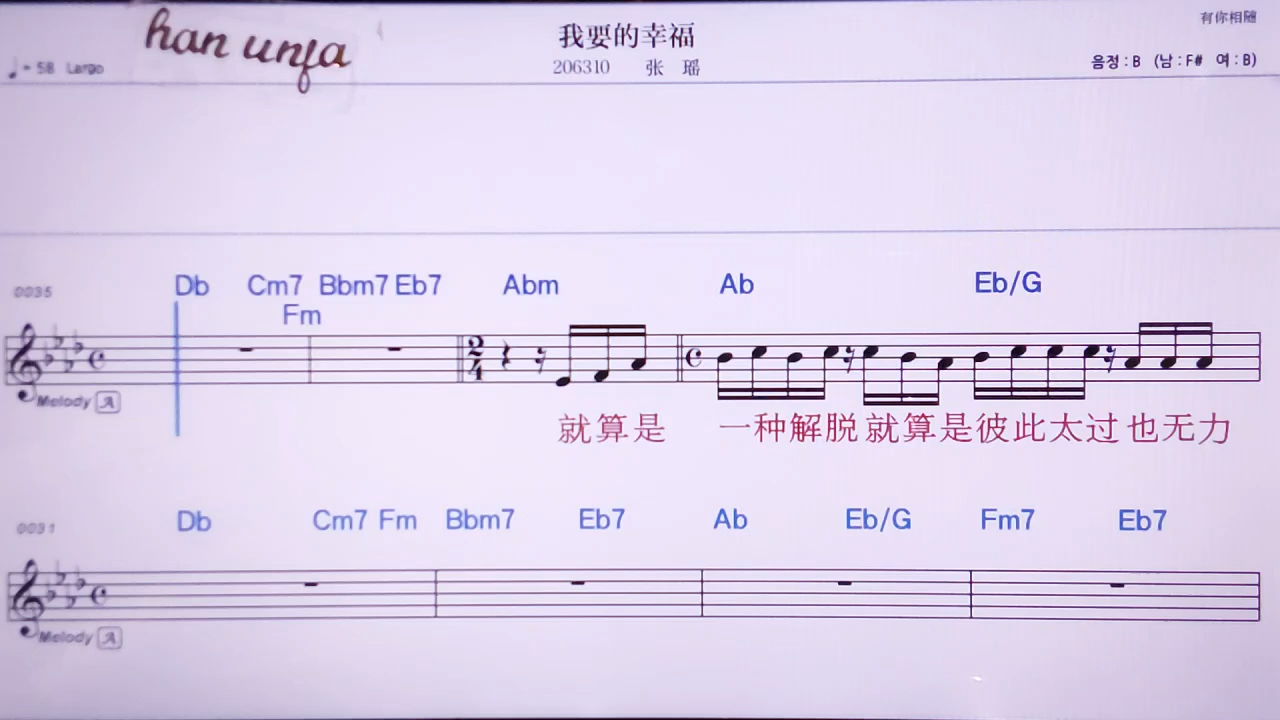 han unja
我要的幸福
有你相隨
♩= 58 Largo
206310 张 瑶
음정 : B (남 : F# 여 : B)
0035
Db Cm7 Bbm7 Eb7 Abm Ab Eb/G
Fm
2
4
Melody A
就算是 一种解脱 就算是彼此太过 也无力
0031
Db Cm7 Fm Bbm7 Eb7 Ab Eb/G Fm7 Eb7
Melody A